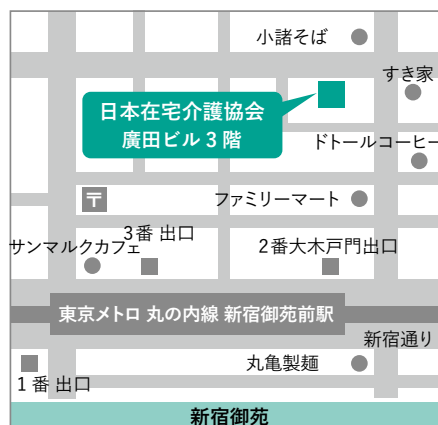 小諸そば
すき家
日本在宅介護協会
廣田ビル3階
ドトールコーヒー
〒
ファミリーマート
3番 出口
サンマルクカフェ
2番大木戸門出口
東京メトロ 丸の内線 新宿御苑前駅
新宿通り
丸亀製麺
1番 出口
新宿御苑